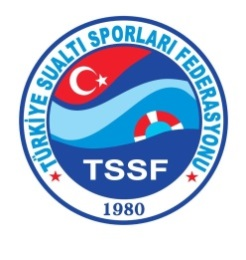 TÜRKİYE SUALTI SPORLARI FEDERASYONU
TSSF
1980